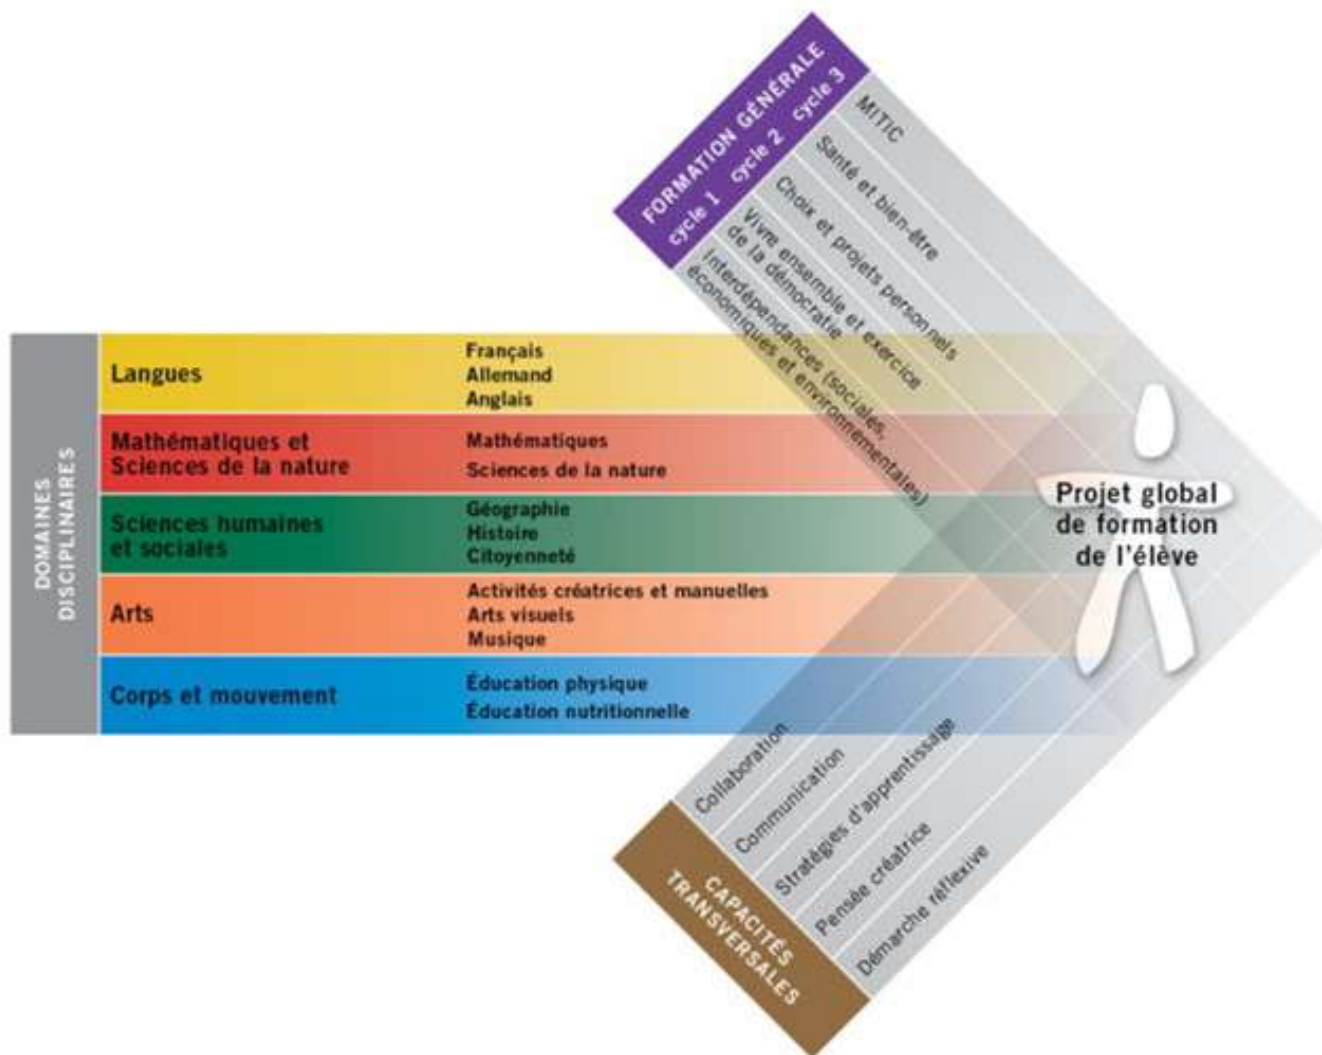 FORMATION GÉNÉRALE
cycle 1 cycle 2 cycle 3
MITIC
Santé et bien-être
Choix et projets personnels
Vivre ensemble et exercice
de la démocratie
Interdépendances (sociales,
économiques et environnementales)
DOMAINES
DISCIPLINAIRES
Langues
Français
Allemand
Anglais
Mathématiques et
Sciences de la nature
Mathématiques
Sciences de la nature
Sciences humaines
et sociales
Géographie
Histoire
Citoyenneté
Arts
Activités créatrices et manuelles
Arts visuels
Musique
Corps et mouvement
Éducation physique
Éducation nutritionnelle
Projet global
de formation
de l'élève
CAPACITÉS
TRANSVERSALES
Collaboration
Communication
Stratégies d'apprentissage
Pensée créatrice
Démarche réflexive